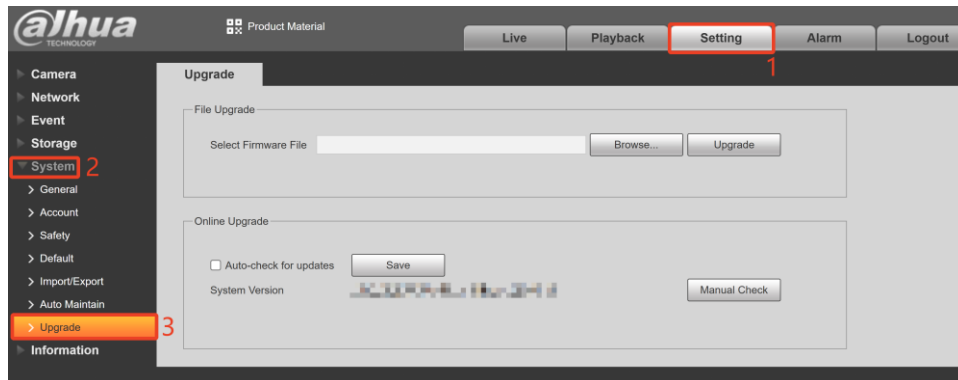 alhua
TECHNOLOGY
Product Material
Live Playback Setting Alarm Logout
1
Camera
Network
Event
Storage
System 2
General
Account
Safety
Default
Import/Export
Auto Maintain
Upgrade 3
Information
Upgrade
File Upgrade
Select Firmware File Browse... Upgrade
Online Upgrade
Auto-check for updates Save
System Version Manual Check